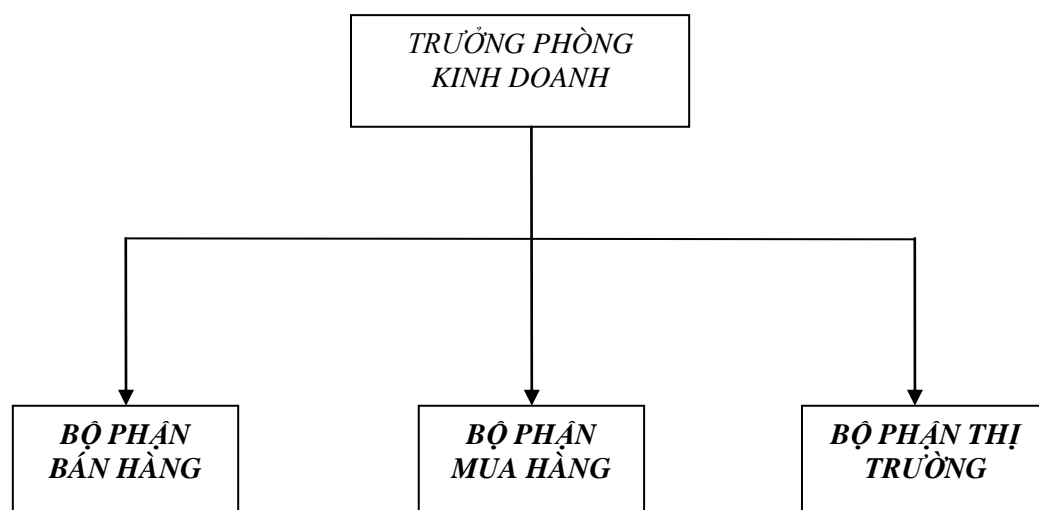 TRƯỞNG PHÒNG
KINH DOANH
BỘ PHẬN
BÁN HÀNG
BỘ PHẬN
MUA HÀNG
BỘ PHẬN THỊ
TRƯỜNG